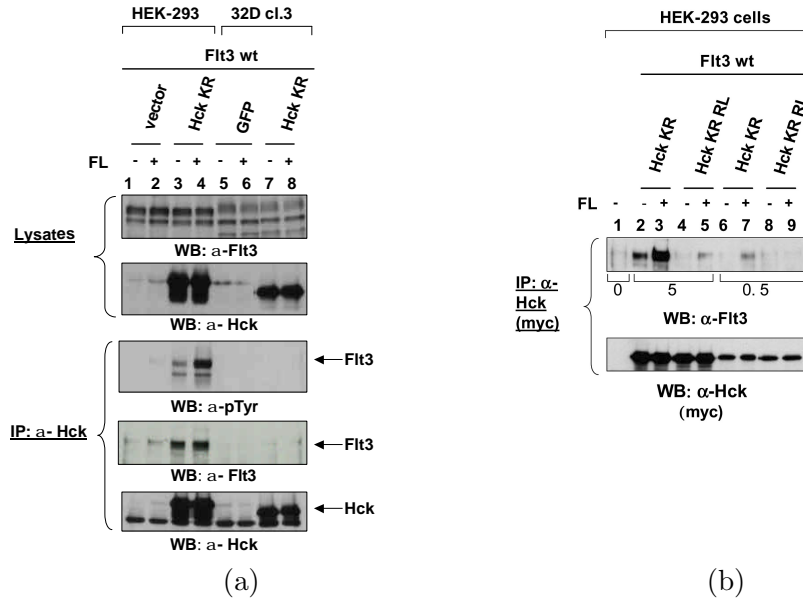 HEK-293 32D cl.3
Flt3 wt
vector Hck KR GFP Hck KR
FL - + - + - + - +
1 2 3 4 5 6 7 8
Lysates
WB: a-Flt3
WB: a- Hck
Flt3
WB: a-pTyr
IP: a- Hck
Flt3
WB: a- Flt3
Hck
WB: a- Hck
(a)
HEK-293 cells
Flt3 wt
Hck KR Hck KR RL Hck KR Hck KR RL
FL - - + - + - + - +
1 2 3 4 5 6 7 8 9
0 5 0.5
IP: α-
Hck
(myc)
WB: α-Flt3
WB: α-Hck
(myc)
(b)